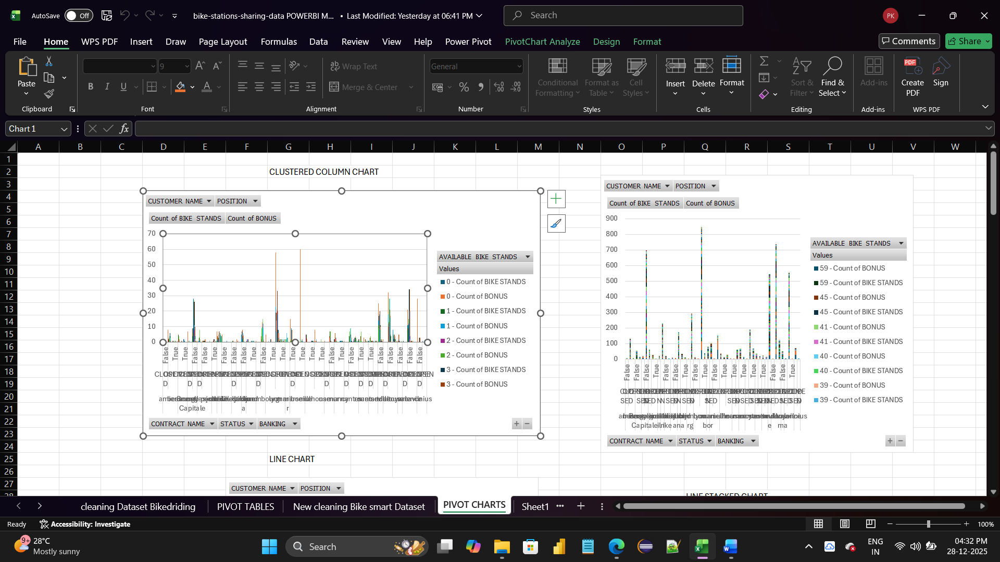 AutoSave Off bike-stations-sharing-data POWERBI M... • Last Modified: Yesterday at 06:41 PM Search PK
File Home WPS PDF Insert Draw Page Layout Formulas Data Review View Help Power Pivot PivotChart Analyze Design Format Comments Share
Paste 9 Wrap Text General Conditional Format as Cell Insert Delete Format Sort & Find & Add-ins Create Sign
Merge & Center Formatting Table Styles Filter Select PDF
Clipboard Font Alignment Number Styles Cells Editing Add-ins WPS PDF
Chart 1 fx
A B C D E F G H I J K L M N O P Q R S T U V W
1
2
3
4
5
6
7
8
9
10
11
12
13
14
15
16
17
18
19
20
21
22
23
24
25
26
27
CLUSTERED COLUMN CHART
CUSTOMER NAME POSITION
Count of BIKE STANDS Count of BONUS
70
60
50
40
30
20
10
0
False True True False False True False False True False True True True True False True False True True False False False False
AVAILABLE BIKE STANDS
Values
0 - Count of BIKE STANDS
0 - Count of BONUS
1 - Count of BIKE STANDS
1 - Count of BONUS
2 - Count of BIKE STANDS
2 - Count of BONUS
3 - Count of BIKE STANDS
3 - Count of BONUS
CONTRACT NAME STATUS BANKING
+ −
CUSTOMER NAME POSITION
Count of BIKE STANDS Count of BONUS
900
800
700
600
500
400
300
200
100
0
False False False True False False True False True False True True True True False False True
AVAILABLE BIKE STANDS
Values
59 - Count of BONUS
59 - Count of BIKE STANDS
45 - Count of BONUS
45 - Count of BIKE STANDS
41 - Count of BONUS
41 - Count of BIKE STANDS
40 - Count of BONUS
40 - Count of BIKE STANDS
39 - Count of BONUS
39 - Count of BIKE STANDS
CONTRACT NAME STATUS BANKING
+ −
LINE CHART
CUSTOMER NAME POSITION
LINE STACKED CHART
cleaning Dataset Bikedriding PIVOT TABLES New cleaning Bike smart Dataset PIVOT CHARTS Sheet1 ••• +
Ready Accessibility: Investigate 100%
9+ 28°C
Mostly sunny
Search
PRE
ENG
IN
04:32 PM
28-12-2025